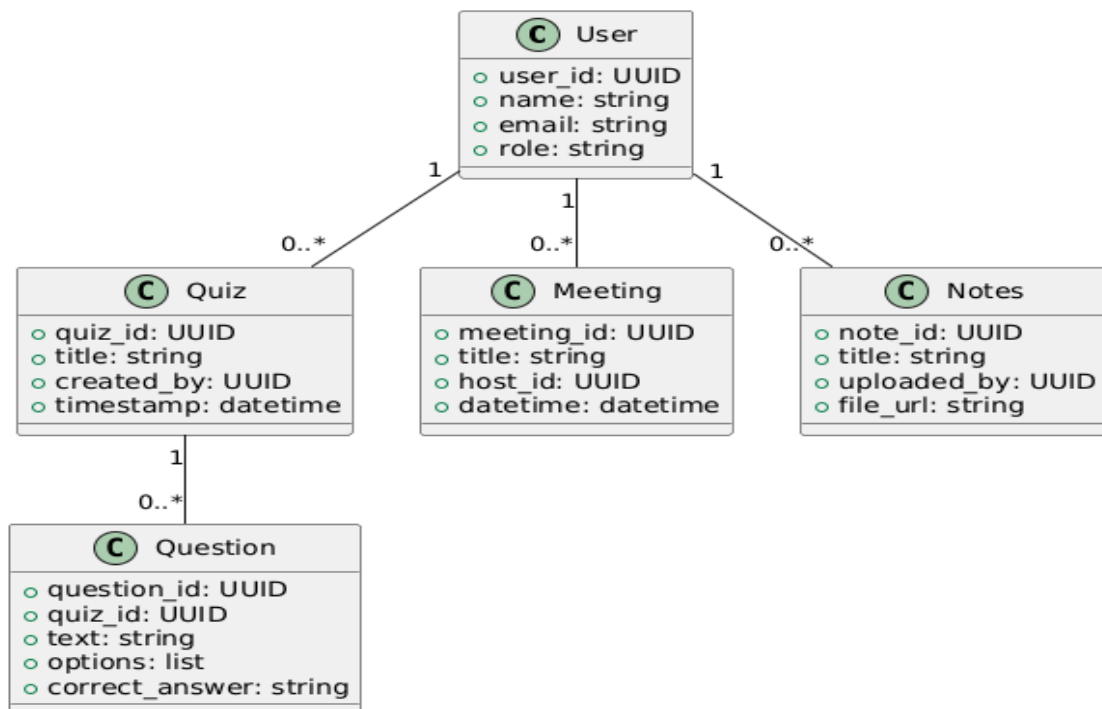 C User
user_id: UUID
name: string
email: string
role: string
1
1
1
0..*
0..*
0..*
C Quiz
quiz_id: UUID
title: string
created_by: UUID
timestamp: datetime
C Meeting
meeting_id: UUID
title: string
host_id: UUID
datetime: datetime
C Notes
note_id: UUID
title: string
uploaded_by: UUID
file_url: string
1
0..*
C Question
question_id: UUID
quiz_id: UUID
text: string
options: list
correct_answer: string